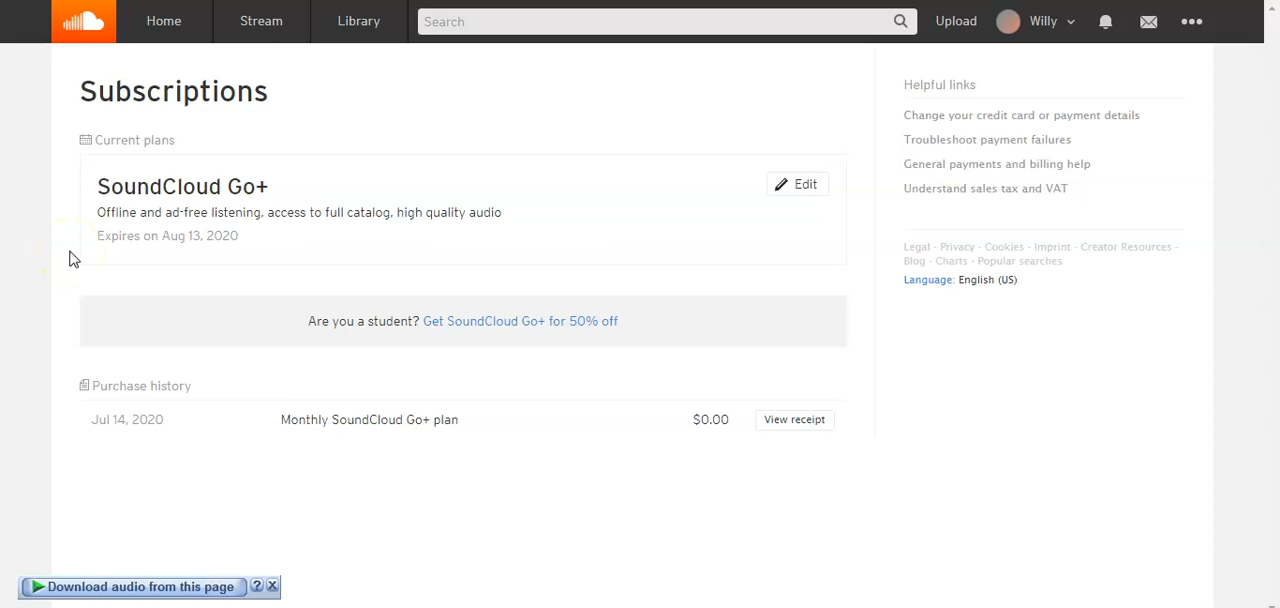 Home
Stream
Library
Search
Upload
Willy
Subscriptions
Current plans
SoundCloud Go+
Edit
Offline and ad-free listening, access to full catalog, high quality audio
Expires on Aug 13, 2020
Are you a student? Get SoundCloud Go+ for 50% off
Purchase history
Jul 14, 2020 Monthly SoundCloud Go+ plan $0.00 View receipt
Helpful links
Change your credit card or payment details
Troubleshoot payment failures
General payments and billing help
Understand sales tax and VAT
Legal - Privacy - Cookies - Imprint - Creator Resources -
Blog - Charts - Popular searches
Language: English (US)
Download audio from this page ? X